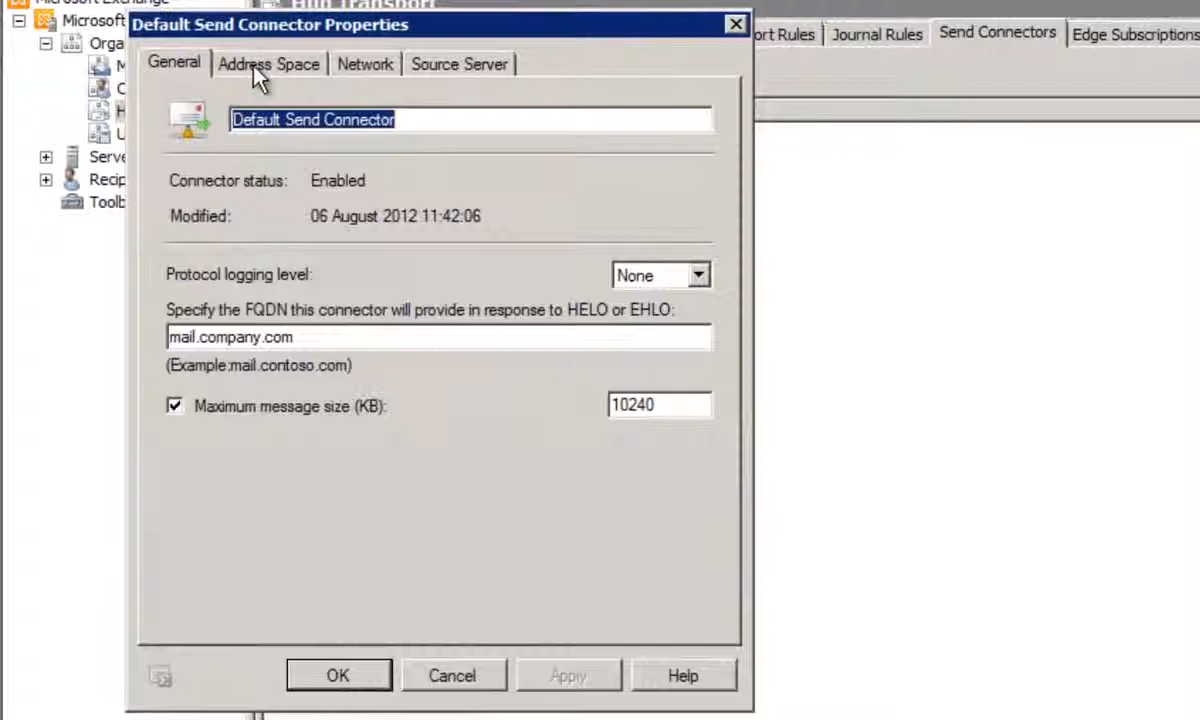 Microsoft Exchange
Hub Transport
Default Send Connector Properties
Microsoft
Orga
Serve
Recip
Toolb
ort Rules
Journal Rules
Send Connectors
Edge Subscriptions
General
Address Space
Network
Source Server
Default Send Connector
Connector status: Enabled
Modified: 06 August 2012 11:42:06
Protocol logging level: None
Specify the FQDN this connector will provide in response to HELO or EHLO:
mail.company.com
(Example:mail.contoso.com)
Maximum message size (KB): 10240
OK
Cancel
Apply
Help